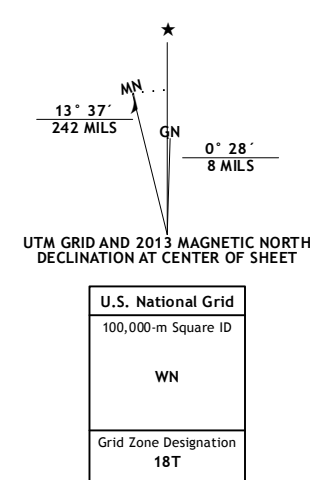 ★
MN
GN
13° 37´
242 MILS
0° 28´
8 MILS
UTM GRID AND 2013 MAGNETIC NORTH
DECLINATION AT CENTER OF SHEET
U.S. National Grid
100,000-m Square ID
WN
Grid Zone Designation
18T